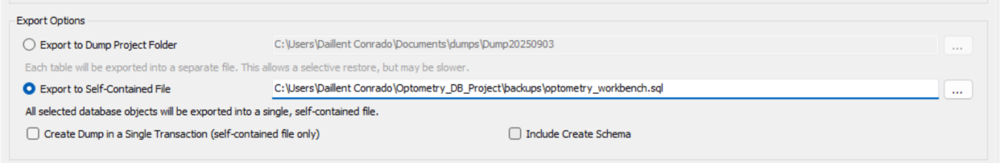 Export Options
Export to Dump Project Folder C:\Users\Daillent Conrado\Documents\dumps\Dump20250903 ...
Each table will be exported into a separate file. This allows a selective restore, but may be slower.
Export to Self-Contained File C:\Users\Daillent Conrado\Optometry_DB_Project\backups\optometry_workbench.sql ...
All selected database objects will be exported into a single, self-contained file.
Create Dump in a Single Transaction (self-contained file only) Include Create Schema